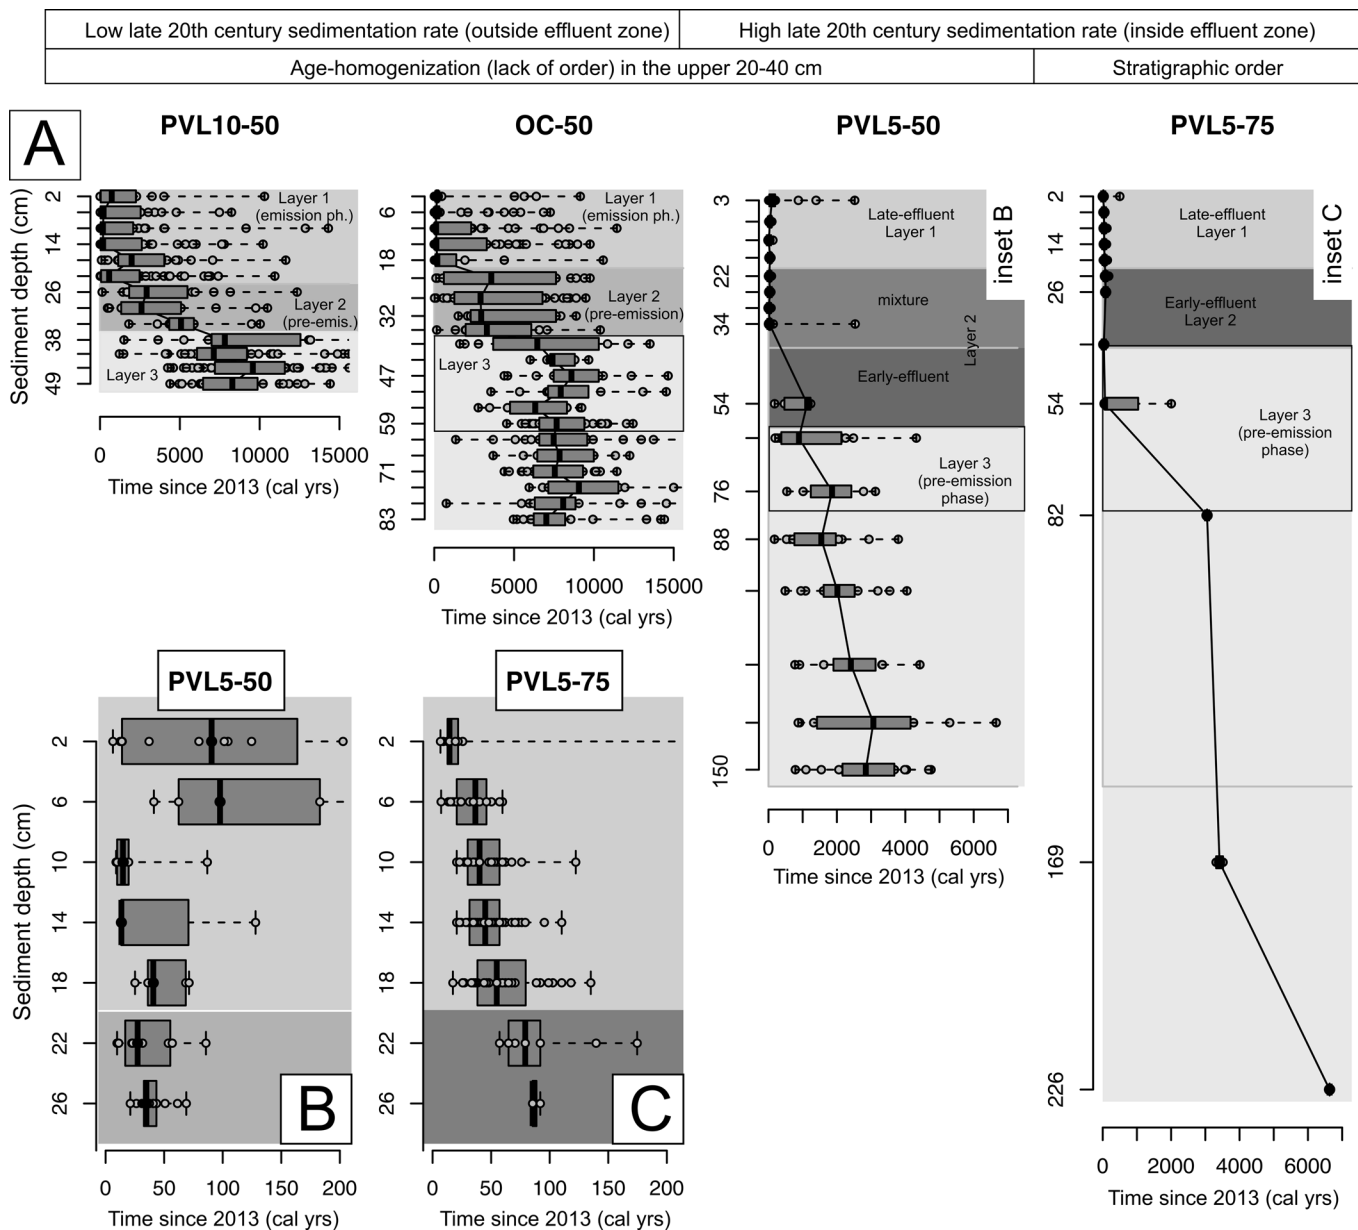 Low late 20th century sedimentation rate (outside effluent zone)
High late 20th century sedimentation rate (inside effluent zone)
Age-homogenization (lack of order) in the upper 20-40 cm
Stratigraphic order
A
PVL10-50
OC-50
PVL5-50
PVL5-75
Sediment depth (cm)
2
14
26
38
49
Layer 1
(emission ph.)
Layer 2
(pre-emis.)
Layer 3
0
5000
10000
15000
Time since 2013 (cal yrs)
6
18
32
47
59
71
83
Layer 1
(emission ph.)
Layer 2
(pre-emission)
Layer 3
0
5000
10000
15000
Time since 2013 (cal yrs)
3
22
34
54
76
88
150
Late-effluent
Layer 1
inset B
mixture
Layer 2
Early-effluent
Layer 3
(pre-emission
phase)
0
2000
4000
6000
Time since 2013 (cal yrs)
2
14
26
54
82
169
226
Late-effluent
Layer 1
inset C
Early-effluent
Layer 2
Layer 3
(pre-emission
phase)
0
2000
4000
6000
Time since 2013 (cal yrs)
PVL5-50
Sediment depth (cm)
2
6
10
14
18
22
26
B
0
50
100
150
200
Time since 2013 (cal yrs)
PVL5-75
2
6
10
14
18
22
26
C
0
50
100
150
200
Time since 2013 (cal yrs)